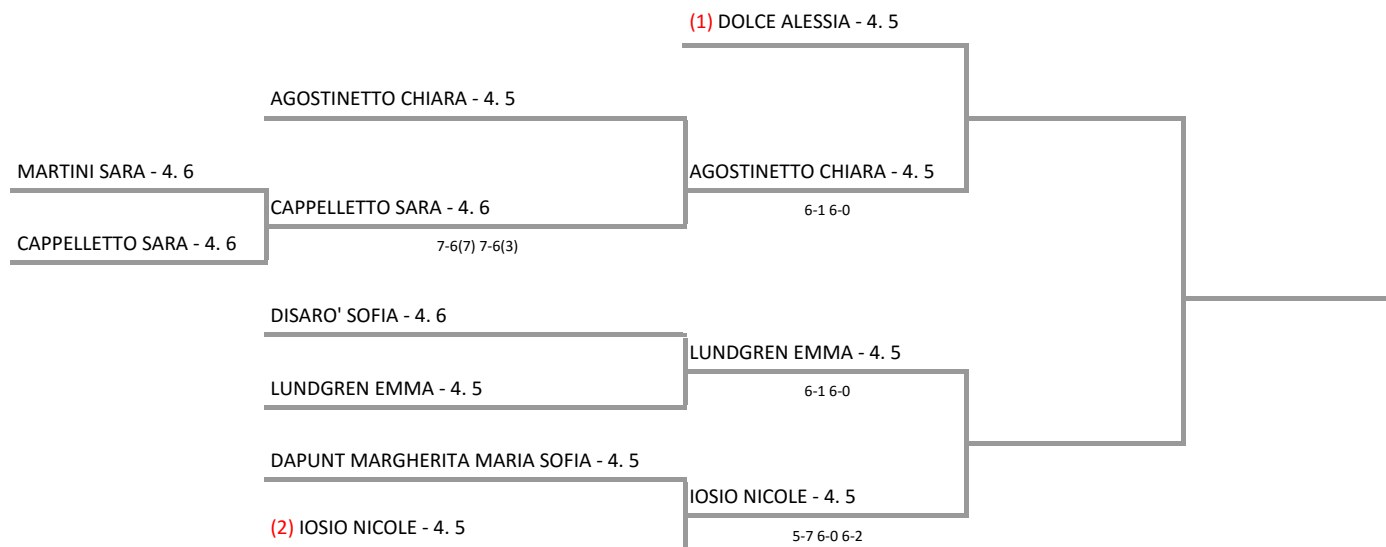 (1) DOLCE ALESSIA - 4. 5
AGOSTINETTO CHIARA - 4. 5
MARTINI SARA - 4. 6
AGOSTINETTO CHIARA - 4. 5
CAPPELLETTO SARA - 4. 6
6-1 6-0
CAPPELLETTO SARA - 4. 6
7-6(7) 7-6(3)
DISARO' SOFIA - 4. 6
LUNDGREN EMMA - 4. 5
LUNDGREN EMMA - 4. 5
6-1 6-0
DAPUNT MARGHERITA MARIA SOFIA - 4. 5
IOSIO NICOLE - 4. 5
(2) IOSIO NICOLE - 4. 5
5-7 6-0 6-2